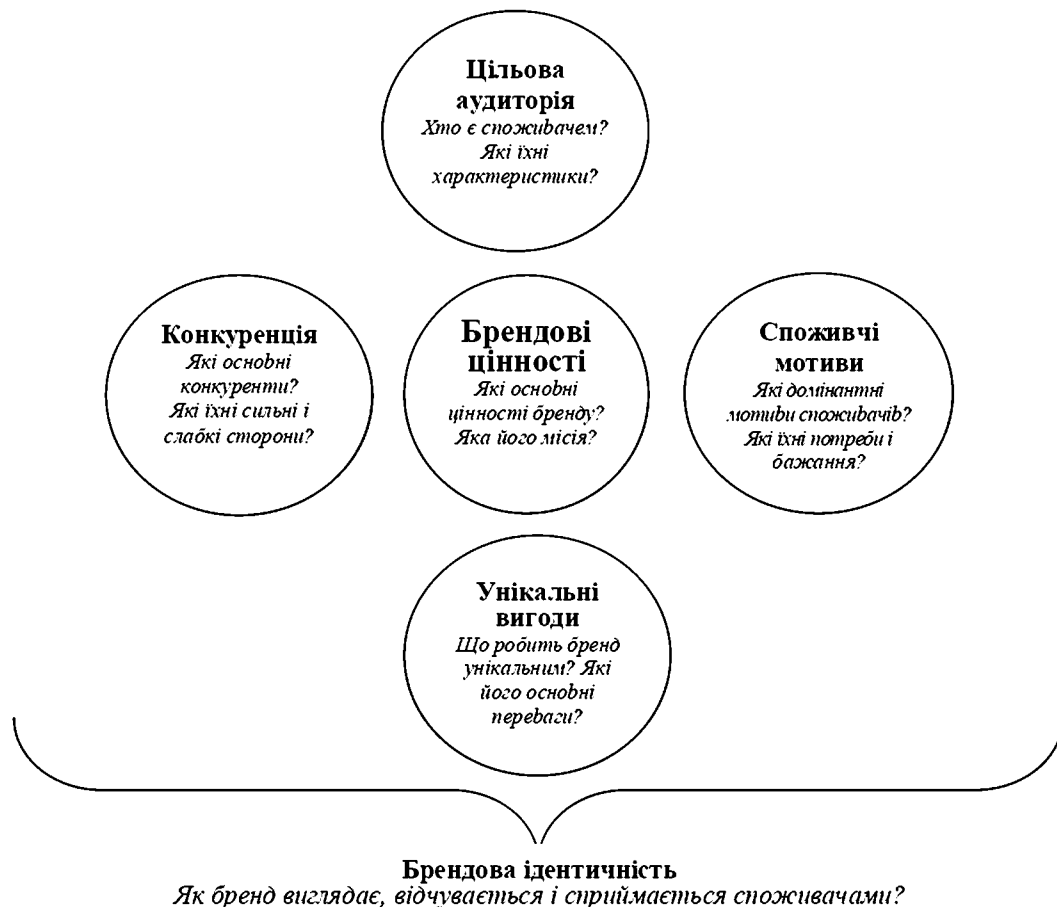 Цільова
аудиторія
Хто є споживачем?
Які їхні
характеристики?
Конкуренція
Які основні
конкуренти?
Які їхні сильні і
слабкі сторони?
Брендові
цінності
Які основні
цінності бренду?
Яка його місія?
Споживчі
мотиви
Які домінантні
мотиви споживачів?
Які їхні потреби і
бажання?
Унікальні
вигоди
Що робить бренд
унікальним? Які
його основні
переваги?
Брендова ідентичність
Як бренд виглядає, відчувається і сприймається споживачами?